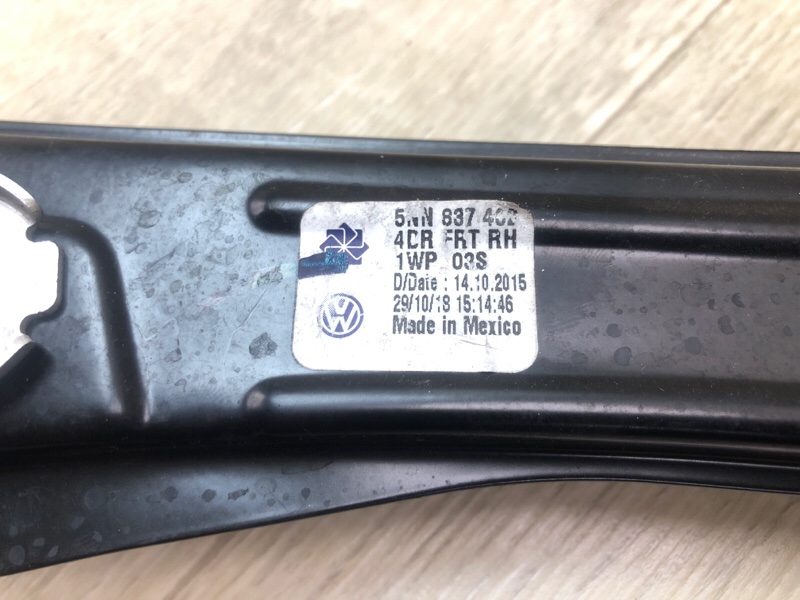 5NN 837 402
4DR FRT RH
1WP 03S
D/Date : 14.10.2015
29/10/18 15:14:46
Made in Mexico